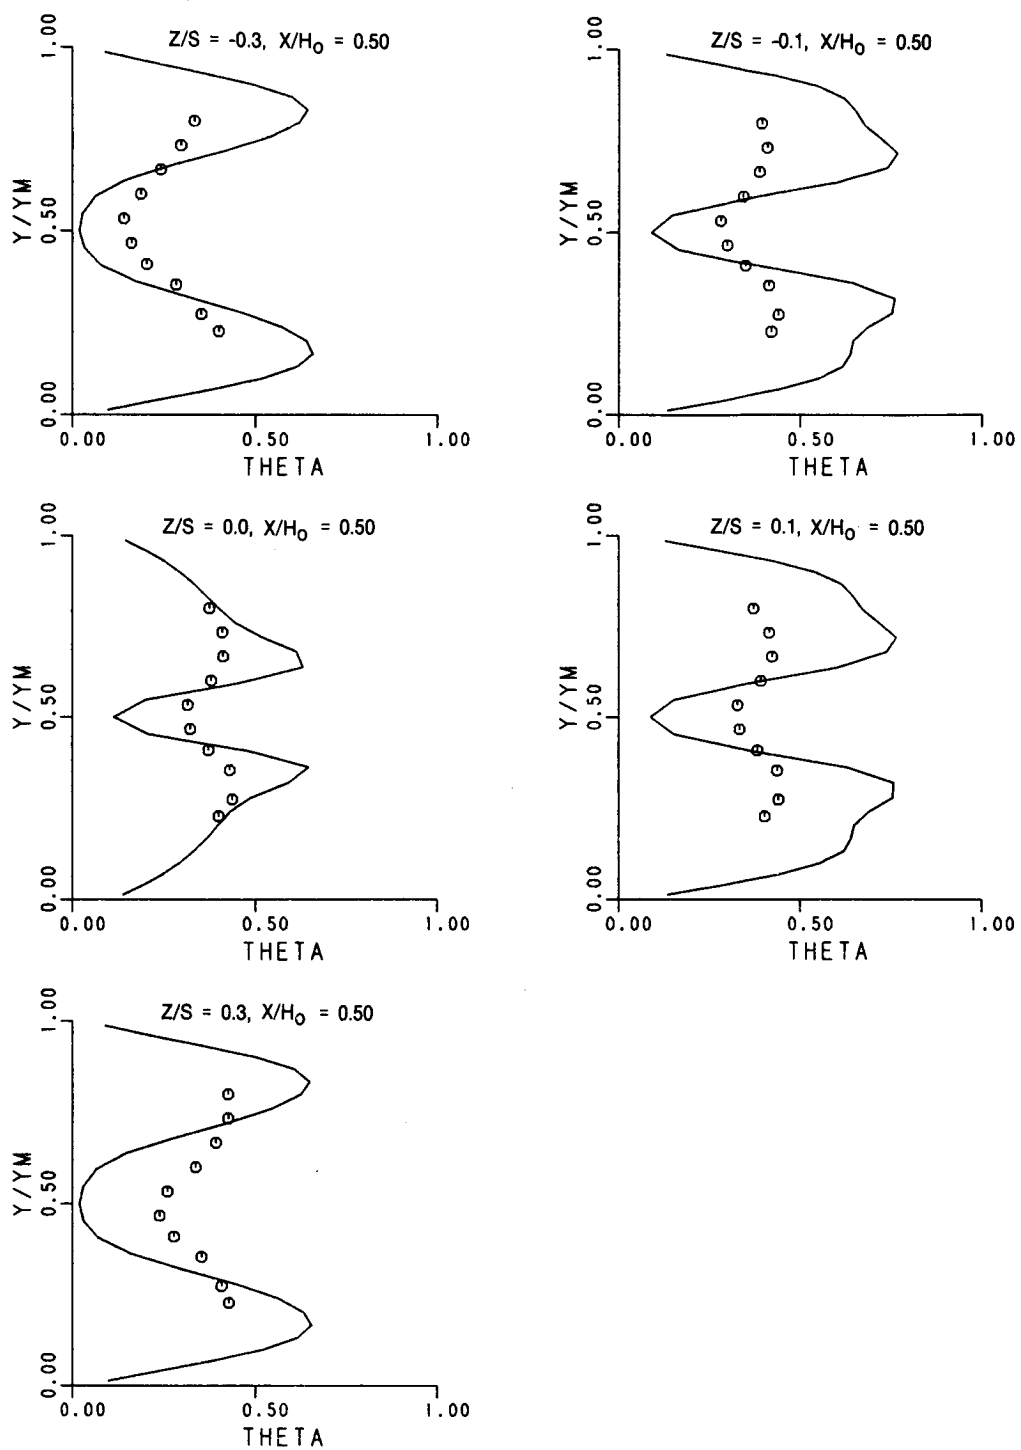 Z/S = -0.3, X/H₀ = 0.50
1.00
Y/YM
0.50
0.00
0.00 0.50 1.00
THETA
Z/S = -0.1, X/H₀ = 0.50
1.00
Y/YM
0.50
0.00
0.00 0.50 1.00
THETA
Z/S = 0.0, X/H₀ = 0.50
1.00
Y/YM
0.50
0.00
0.00 0.50 1.00
THETA
Z/S = 0.1, X/H₀ = 0.50
1.00
Y/YM
0.50
0.00
0.00 0.50 1.00
THETA
Z/S = 0.3, X/H₀ = 0.50
1.00
Y/YM
0.50
0.00
0.00 0.50 1.00
THETA